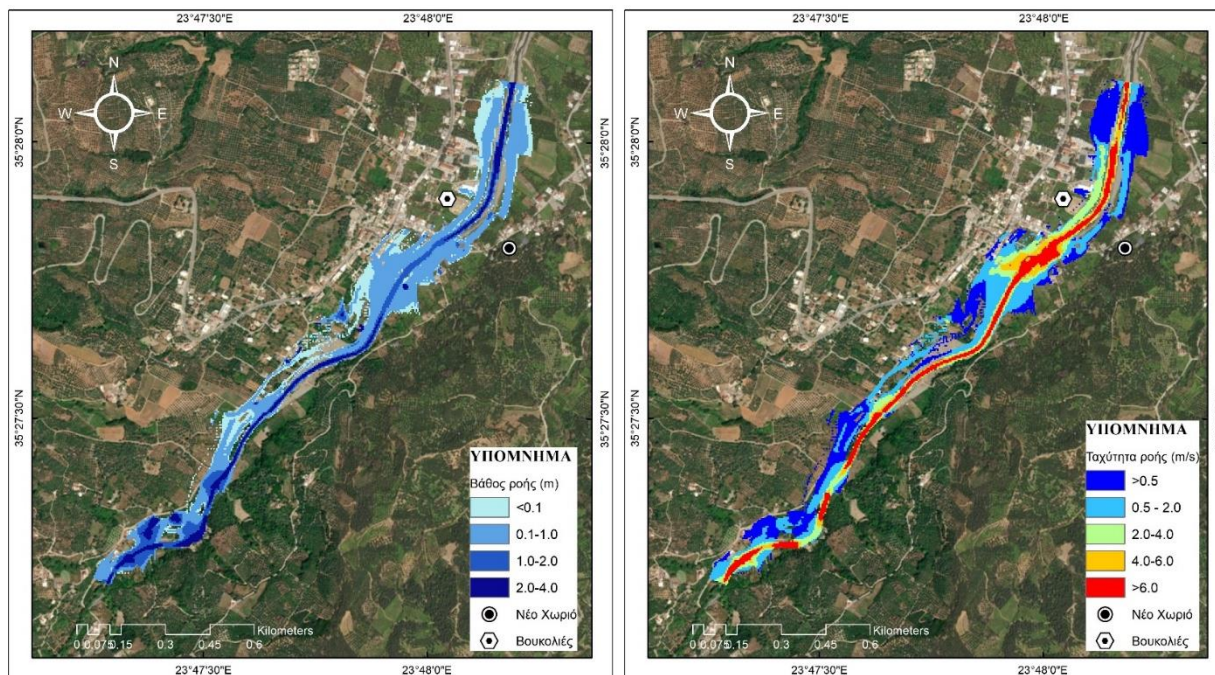 23°47'30"E 23°48'0"E
N
W E
S
35°28'0"N
35°27'30"N
ΥΠΟΜΝΗΜΑ
Βάθος ροής (m)
<0.1
0.1-1.0
1.0-2.0
2.0-4.0
Νέο Χωριό
Βουκολιές
Kilometers
0 0.075 0.15 0.3 0.45 0.6
23°47'30"E 23°48'0"E
23°47'30"E 23°48'0"E
N
W E
S
35°28'0"N
35°27'30"N
ΥΠΟΜΝΗΜΑ
Ταχύτητα ροής (m/s)
>0.5
0.5 - 2.0
2.0-4.0
4.0-6.0
>6.0
Νέο Χωριό
Βουκολιές
Kilometers
0 0.075 0.15 0.3 0.45 0.6
23°47'30"E 23°48'0"E